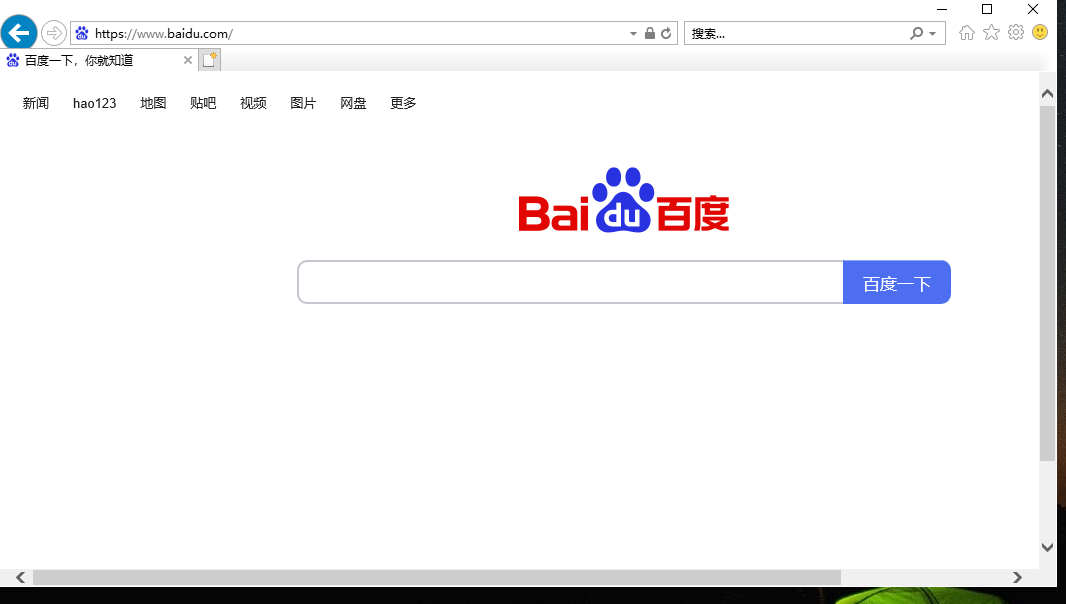 https://www.baidu.com/
搜索...
百度一下，你就知道
新闻 hao123 地图 贴吧 视频 图片 网盘 更多
Bai du 百度
百度一下